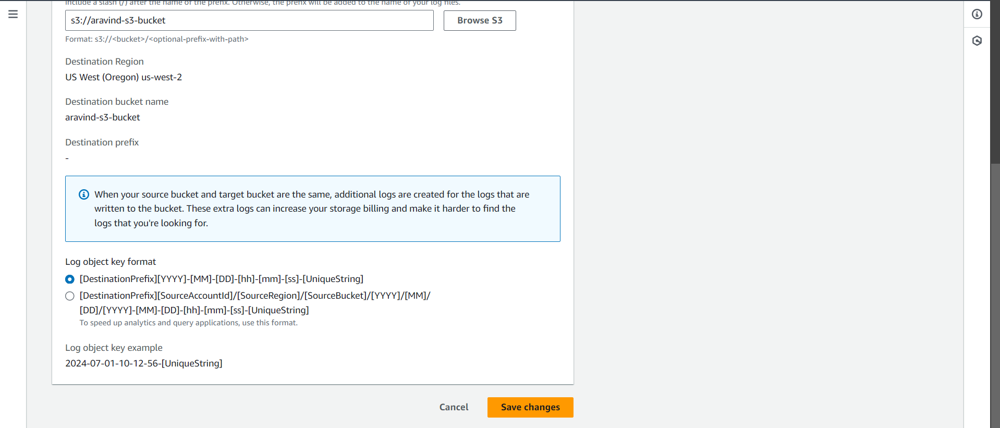 Include a slash (/) after the name of the prefix. Otherwise, the prefix will be added to the name of your log files.
s3://aravind-s3-bucket
Browse S3
Format: s3://<bucket>/<optional-prefix-with-path>
Destination Region
US West (Oregon) us-west-2
Destination bucket name
aravind-s3-bucket
Destination prefix
-
When your source bucket and target bucket are the same, additional logs are created for the logs that are
written to the bucket. These extra logs can increase your storage billing and make it harder to find the
logs that you're looking for.
Log object key format
[DestinationPrefix][YYYY]-[MM]-[DD]-[hh]-[mm]-[ss]-[UniqueString]
[DestinationPrefix][SourceAccountId]/[SourceRegion]/[SourceBucket]/[YYYY]/[MM]/
[DD]/[YYYY]-[MM]-[DD]-[hh]-[mm]-[ss]-[UniqueString]
To speed up analytics and query applications, use this format.
Log object key example
2024-07-01-10-12-56-[UniqueString]
Cancel
Save changes